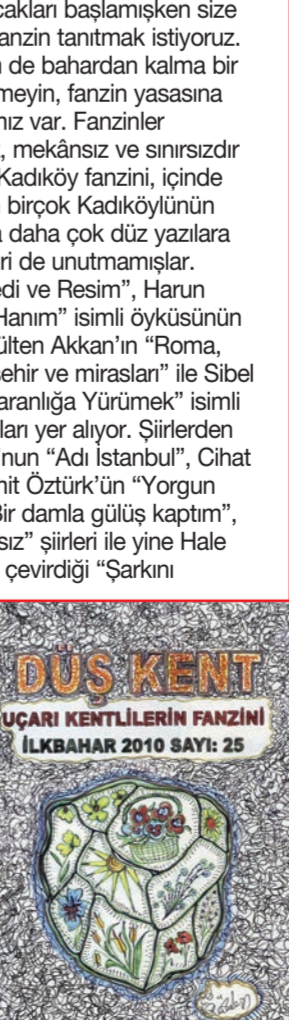 cakları başlamışken size
anzin tanıtmak istiyoruz.
n de bahardan kalma bir
meyin, fanzin yasasına
nız var. Fanzinler
, mekânsız ve sınırsızdır
Kadıköy fanzini, içinde
birçok Kadıköylünün
a daha çok düz yazılara
ri de unutmamışlar.
edi ve Resim”, Harun
Hanım” isimli öyküsünün
ülten Akkan’ın “Roma,
şehir ve mirasları” ile Sibel
aranlığa Yürümek” isimli
ları yer alıyor. Şiirlerden
’nun “Adı İstanbul”, Cihat
nit Öztürk’ün “Yorgun
Bir damla gülüş kaptım”,
sız” şiirleri ile yine Hale
çevirdiği “Şarkını
DÜŞ KENT
UÇARI KENTLİLERİN FANZİNİ
İLKBAHAR 2010 SAYI: 25